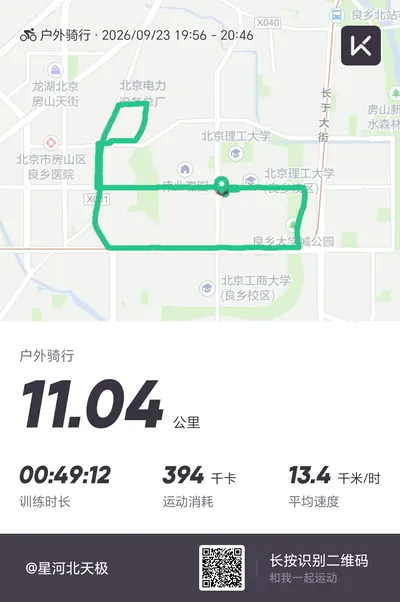 户外骑行 · 2026/09/23 19:56 - 20:46
X040
良乡北站
龙湖北京
房山天街
北京电力
设备总厂
长于大街
房山新
水森林
北京理工大学
北京市房山区
良乡医院
北京理工大学
(良乡校区)
X001
良乡大学城公园
北京工商大学
(良乡校区)
户外骑行
11.04 公里
00:49:12
394 千卡
13.4 千米/时
训练时长
运动消耗
平均速度
@星河北天极
长按识别二维码
和我一起运动